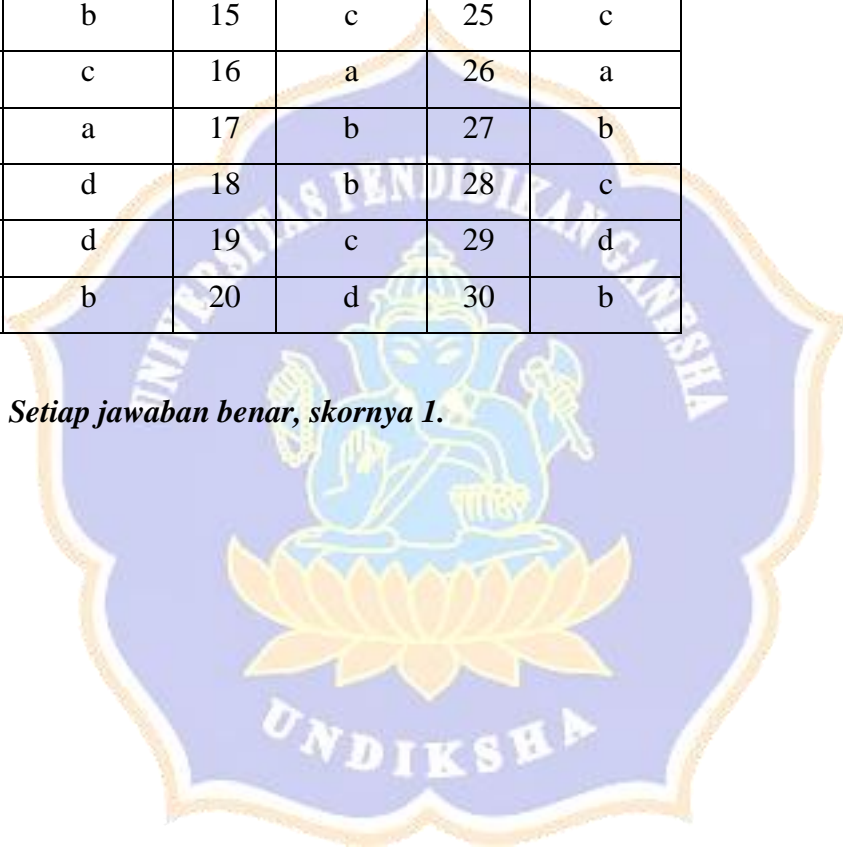 b 15 c 25 c
c 16 a 26 a
a 17 b 27 b
d 18 b 28 c
d 19 c 29 d
b 20 d 30 b
UNIVERSITAS PENDIDIKAN GANESHA
Setiap jawaban benar, skornya 1.
UNDIKSHA